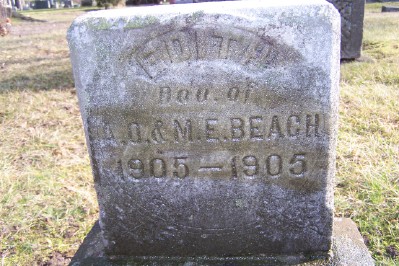 Dau. of
A.O. & M.E. BEACH
1905 — 1905